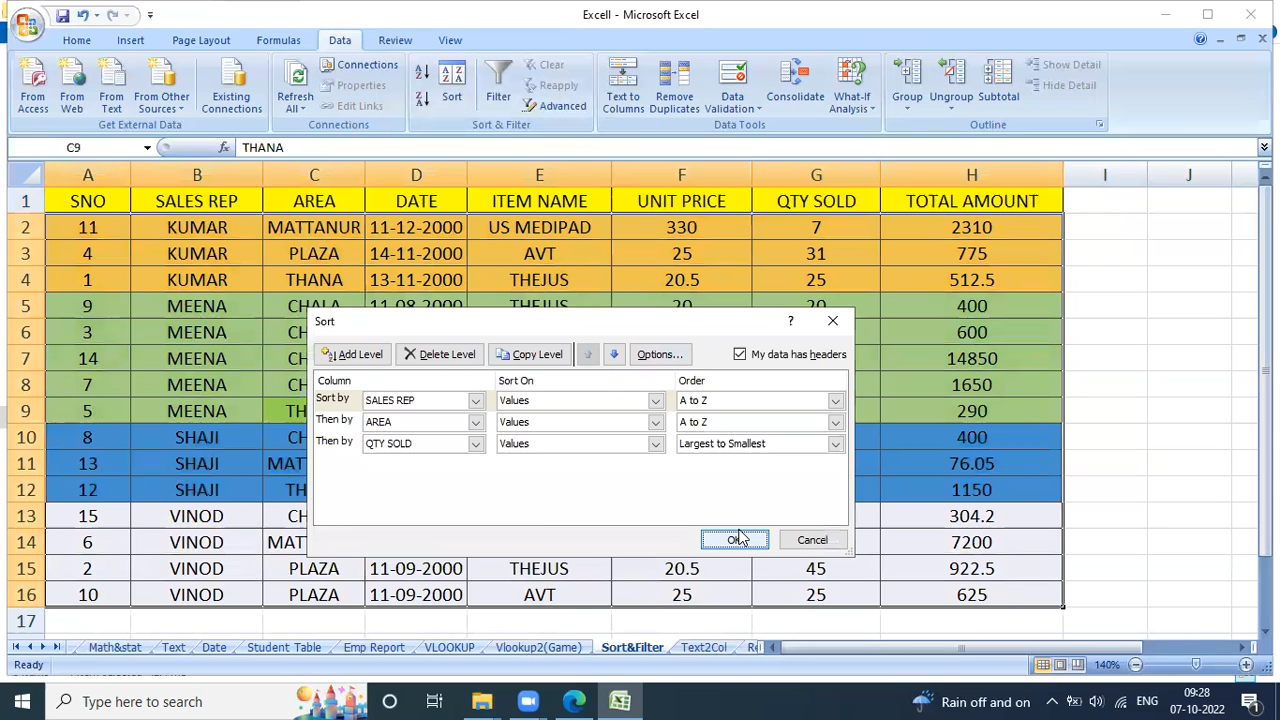 Excell - Microsoft Excel
Home Insert Page Layout Formulas Data Review View
From Access
From Web
From Text
From Other Sources
Existing Connections
Refresh All
Connections
Properties
Edit Links
Sort
Filter
Clear
Reapply
Advanced
Text to Columns
Remove Duplicates
Data Validation
Consolidate
What-If Analysis
Group
Ungroup
Subtotal
Show Detail
Hide Detail
Get External Data Connections Sort & Filter Data Tools Outline
C9 fx THANA
A B C D E F G H I J
1 SNO SALES REP AREA DATE ITEM NAME UNIT PRICE QTY SOLD TOTAL AMOUNT
2 11 KUMAR MATTANUR 11-12-2000 US MEDIPAD 330 7 2310
3 4 KUMAR PLAZA 14-11-2000 AVT 25 31 775
4 1 KUMAR THANA 13-11-2000 THEJUS 20.5 25 512.5
5 9 MEENA CHALA 11-08-2000 THEJUS 20 20 400
6 3 MEENA 600
7 14 MEENA 14850
8 7 MEENA 1650
9 5 MEENA 290
10 8 SHAJI 400
11 13 SHAJI 76.05
12 12 SHAJI 1150
13 15 VINOD 304.2
14 6 VINOD 7200
15 2 VINOD PLAZA 11-09-2000 THEJUS 20.5 45 922.5
16 10 VINOD PLAZA 11-09-2000 AVT 25 25 625
17
Sort ?
Add Level Delete Level Copy Level Options... My data has headers
Column Sort On Order
Sort by SALES REP Values A to Z
Then by AREA Values A to Z
Then by QTY SOLD Values Largest to Smallest
OK Cancel
Math&stat Text Date Student Table Emp Report VLOOKUP Vlookup2(Game) Sort&Filter Text2Col
Ready 140%
Type here to search Rain off and on ENG 09:28
07-10-2022 1